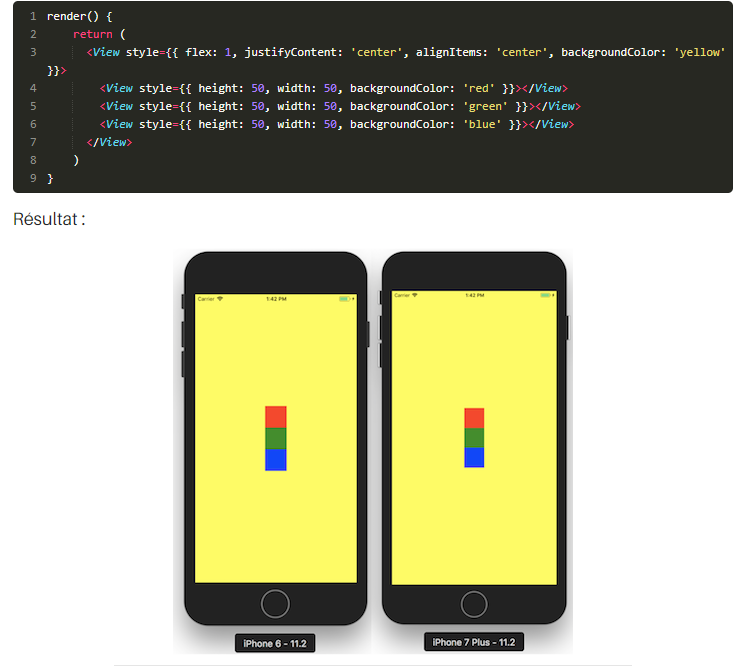 1 render() {
2 return (
3 <View style={{ flex: 1, justifyContent: 'center', alignItems: 'center', backgroundColor: 'yellow'
}}>
4 <View style={{ height: 50, width: 50, backgroundColor: 'red' }}></View>
5 <View style={{ height: 50, width: 50, backgroundColor: 'green' }}></View>
6 <View style={{ height: 50, width: 50, backgroundColor: 'blue' }}></View>
7 </View>
8 )
9 }
Résultat :
Carrier 1:42 PM
Carrier 1:42 PM
iPhone 6 – 11.2
iPhone 7 Plus – 11.2